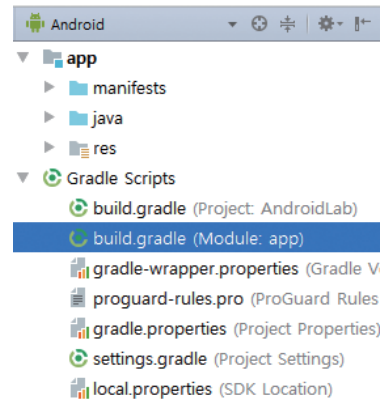 Android
app
manifests
java
res
Gradle Scripts
build.gradle (Project: AndroidLab)
build.gradle (Module: app)
gradle-wrapper.properties (Gradle
proguard-rules.pro (ProGuard Rules
gradle.properties (Project Properties)
settings.gradle (Project Settings)
local.properties (SDK Location)